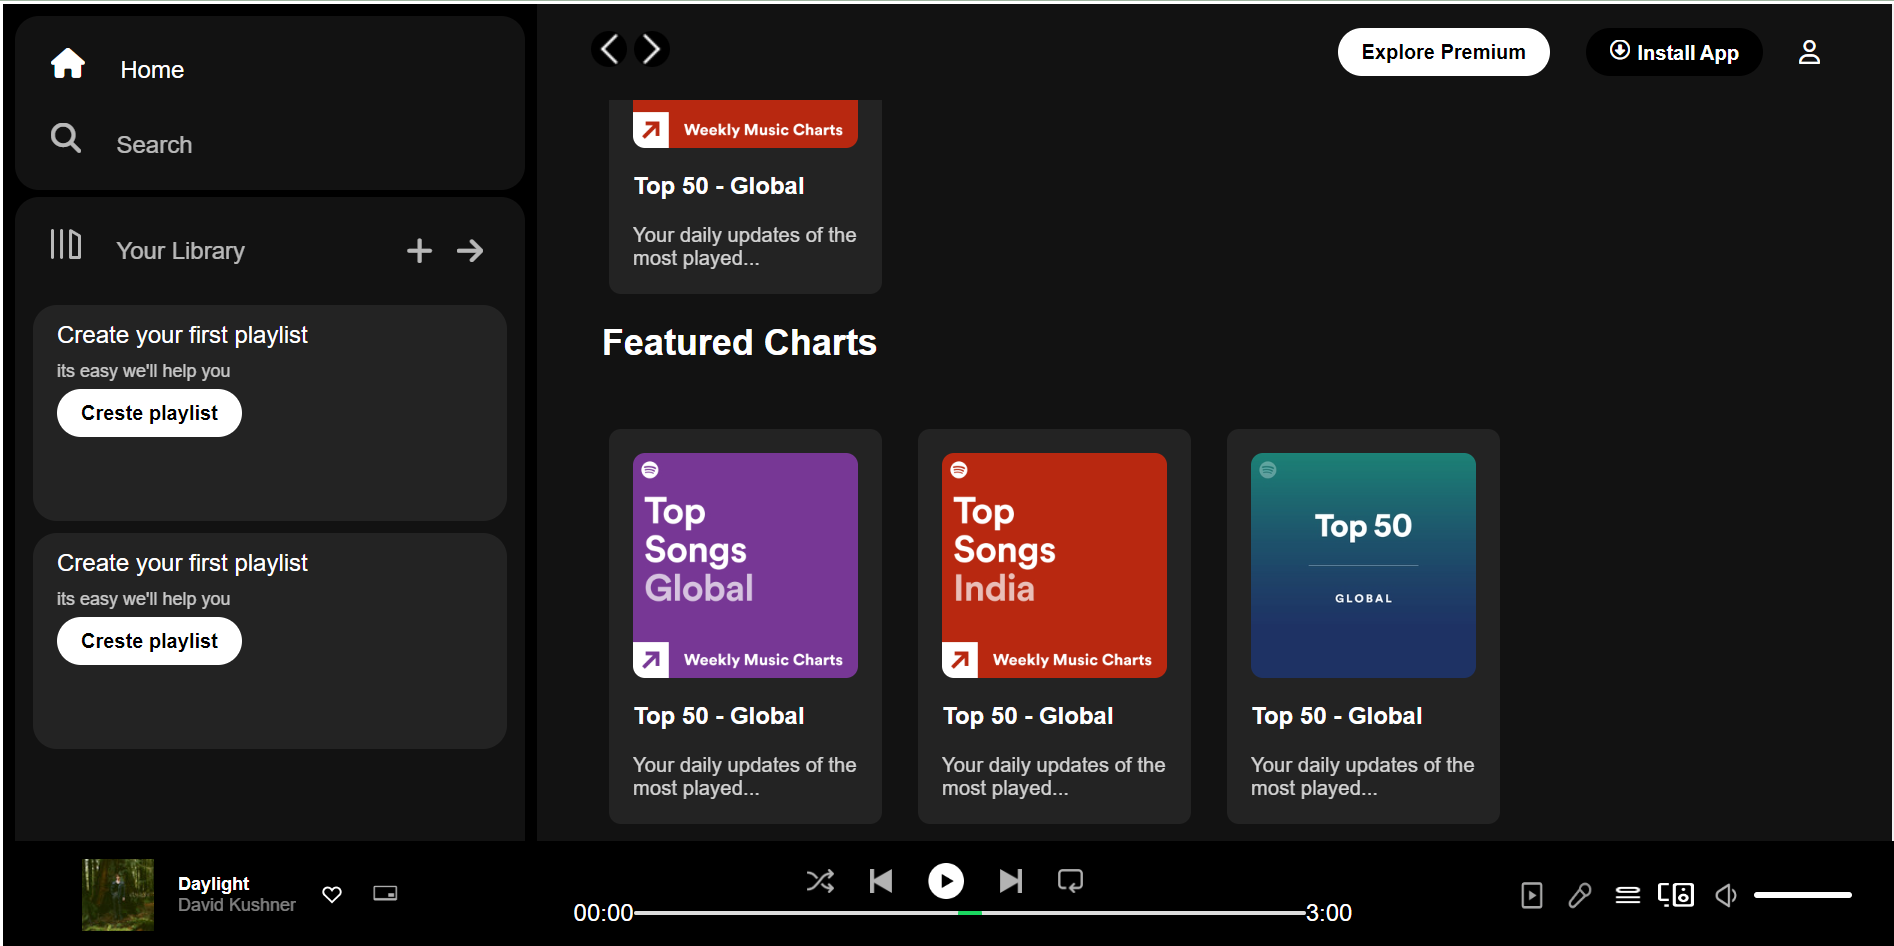 Home
Search
Your Library
Create your first playlist
its easy we'll help you
Creste playlist
Create your first playlist
its easy we'll help you
Creste playlist
Explore Premium
Install App
Weekly Music Charts
Top 50 - Global
Your daily updates of the
most played...
Featured Charts
Top
Songs
Global
Weekly Music Charts
Top 50 - Global
Your daily updates of the
most played...
Top
Songs
India
Weekly Music Charts
Top 50 - Global
Your daily updates of the
most played...
Top 50
GLOBAL
Top 50 - Global
Your daily updates of the
most played...
Daylight
David Kushner
00:00
3:00